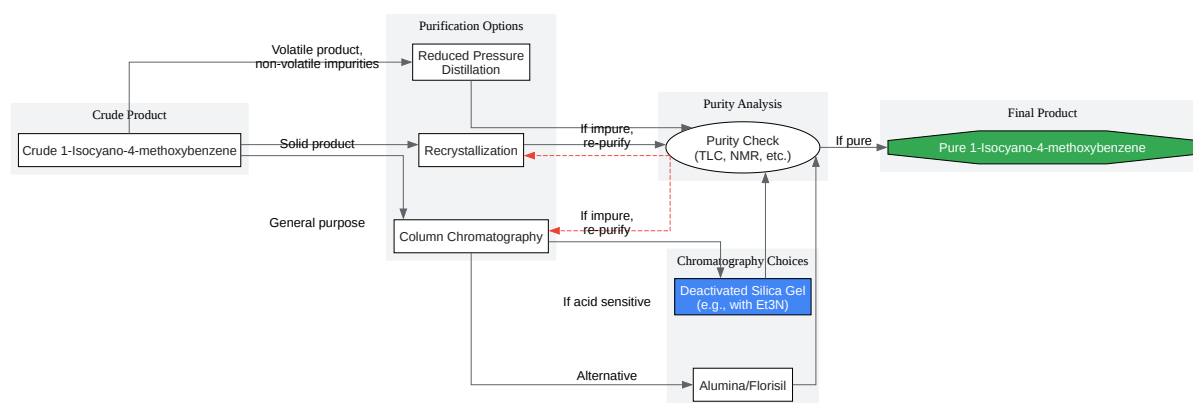 Purification Options
Volatile product,
non-volatile impurities
Reduced Pressure
Distillation
Crude Product
Crude 1-Isocyano-4-methoxybenzene
Solid product
Recrystallization
If impure,
re-purify
Purity Analysis
Purity Check
(TLC, NMR, etc.)
If pure
Final Product
Pure 1-Isocyano-4-methoxybenzene
General purpose
Column Chromatography
If impure,
re-purify
Chromatography Choices
If acid sensitive
Deactivated Silica Gel
(e.g., with Et3N)
Alternative
Alumina/Florisil